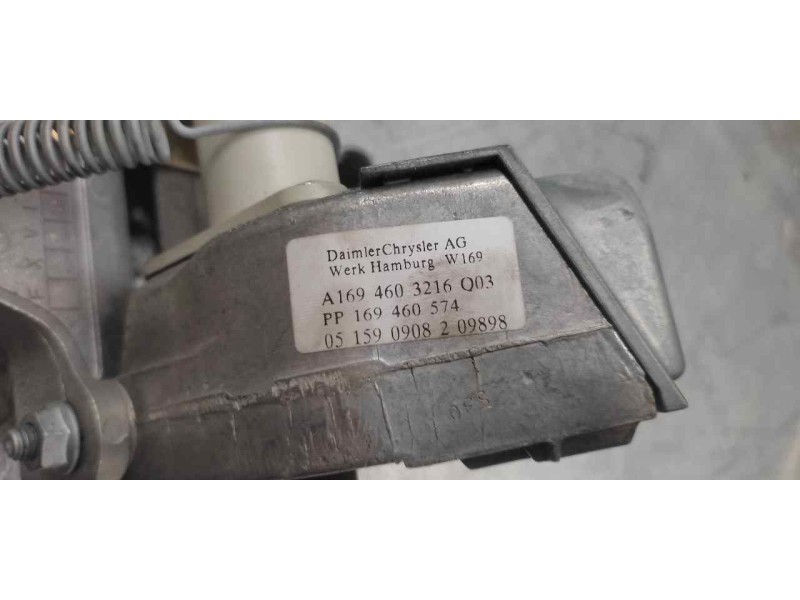 DaimlerChrysler AG
Werk Hamburg W169
A169 460 3216 Q03
PP 169 460 574
05 159 0908 2 09898